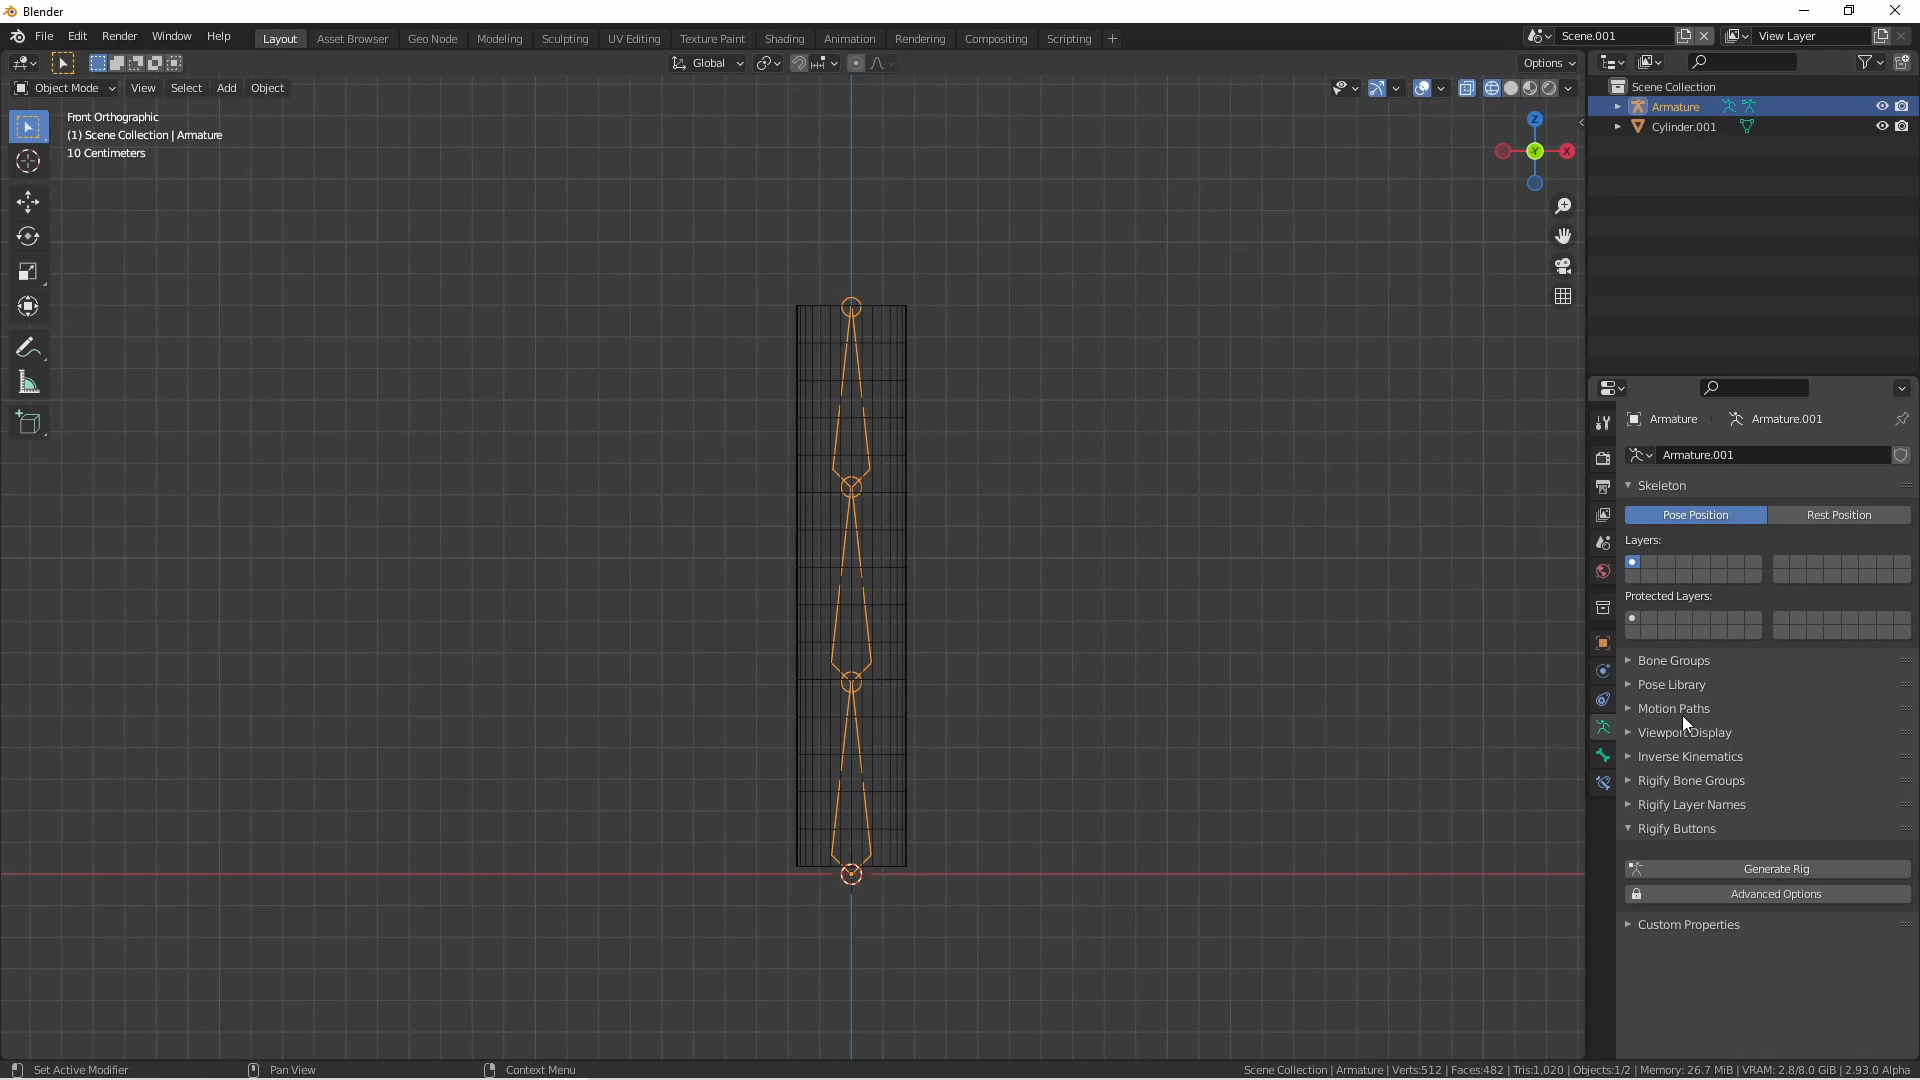 Blender
File Edit Render Window Help
Layout Asset Browser Geo Node Modeling Sculpting UV Editing Texture Paint Shading Animation Rendering Compositing Scripting +
Scene.001 View Layer
Global Options
Object Mode View Select Add Object
Front Orthographic
(1) Scene Collection | Armature
10 Centimeters
Z
Y
X
Scene Collection
Armature
Cylinder.001
Armature Armature.001
Armature.001
Skeleton
Pose Position Rest Position
Layers:
Protected Layers:
Bone Groups
Pose Library
Motion Paths
Viewport Display
Inverse Kinematics
Rigify Bone Groups
Rigify Layer Names
Rigify Buttons
Generate Rig
Advanced Options
Custom Properties
Set Active Modifier Pan View Context Menu Scene Collection | Armature | Verts:512 | Faces:482 | Tris:1,020 | Objects:1/2 | Memory: 26.7 MiB | VRAM: 2.8/8.0 GiB | 2.93.0 Alpha